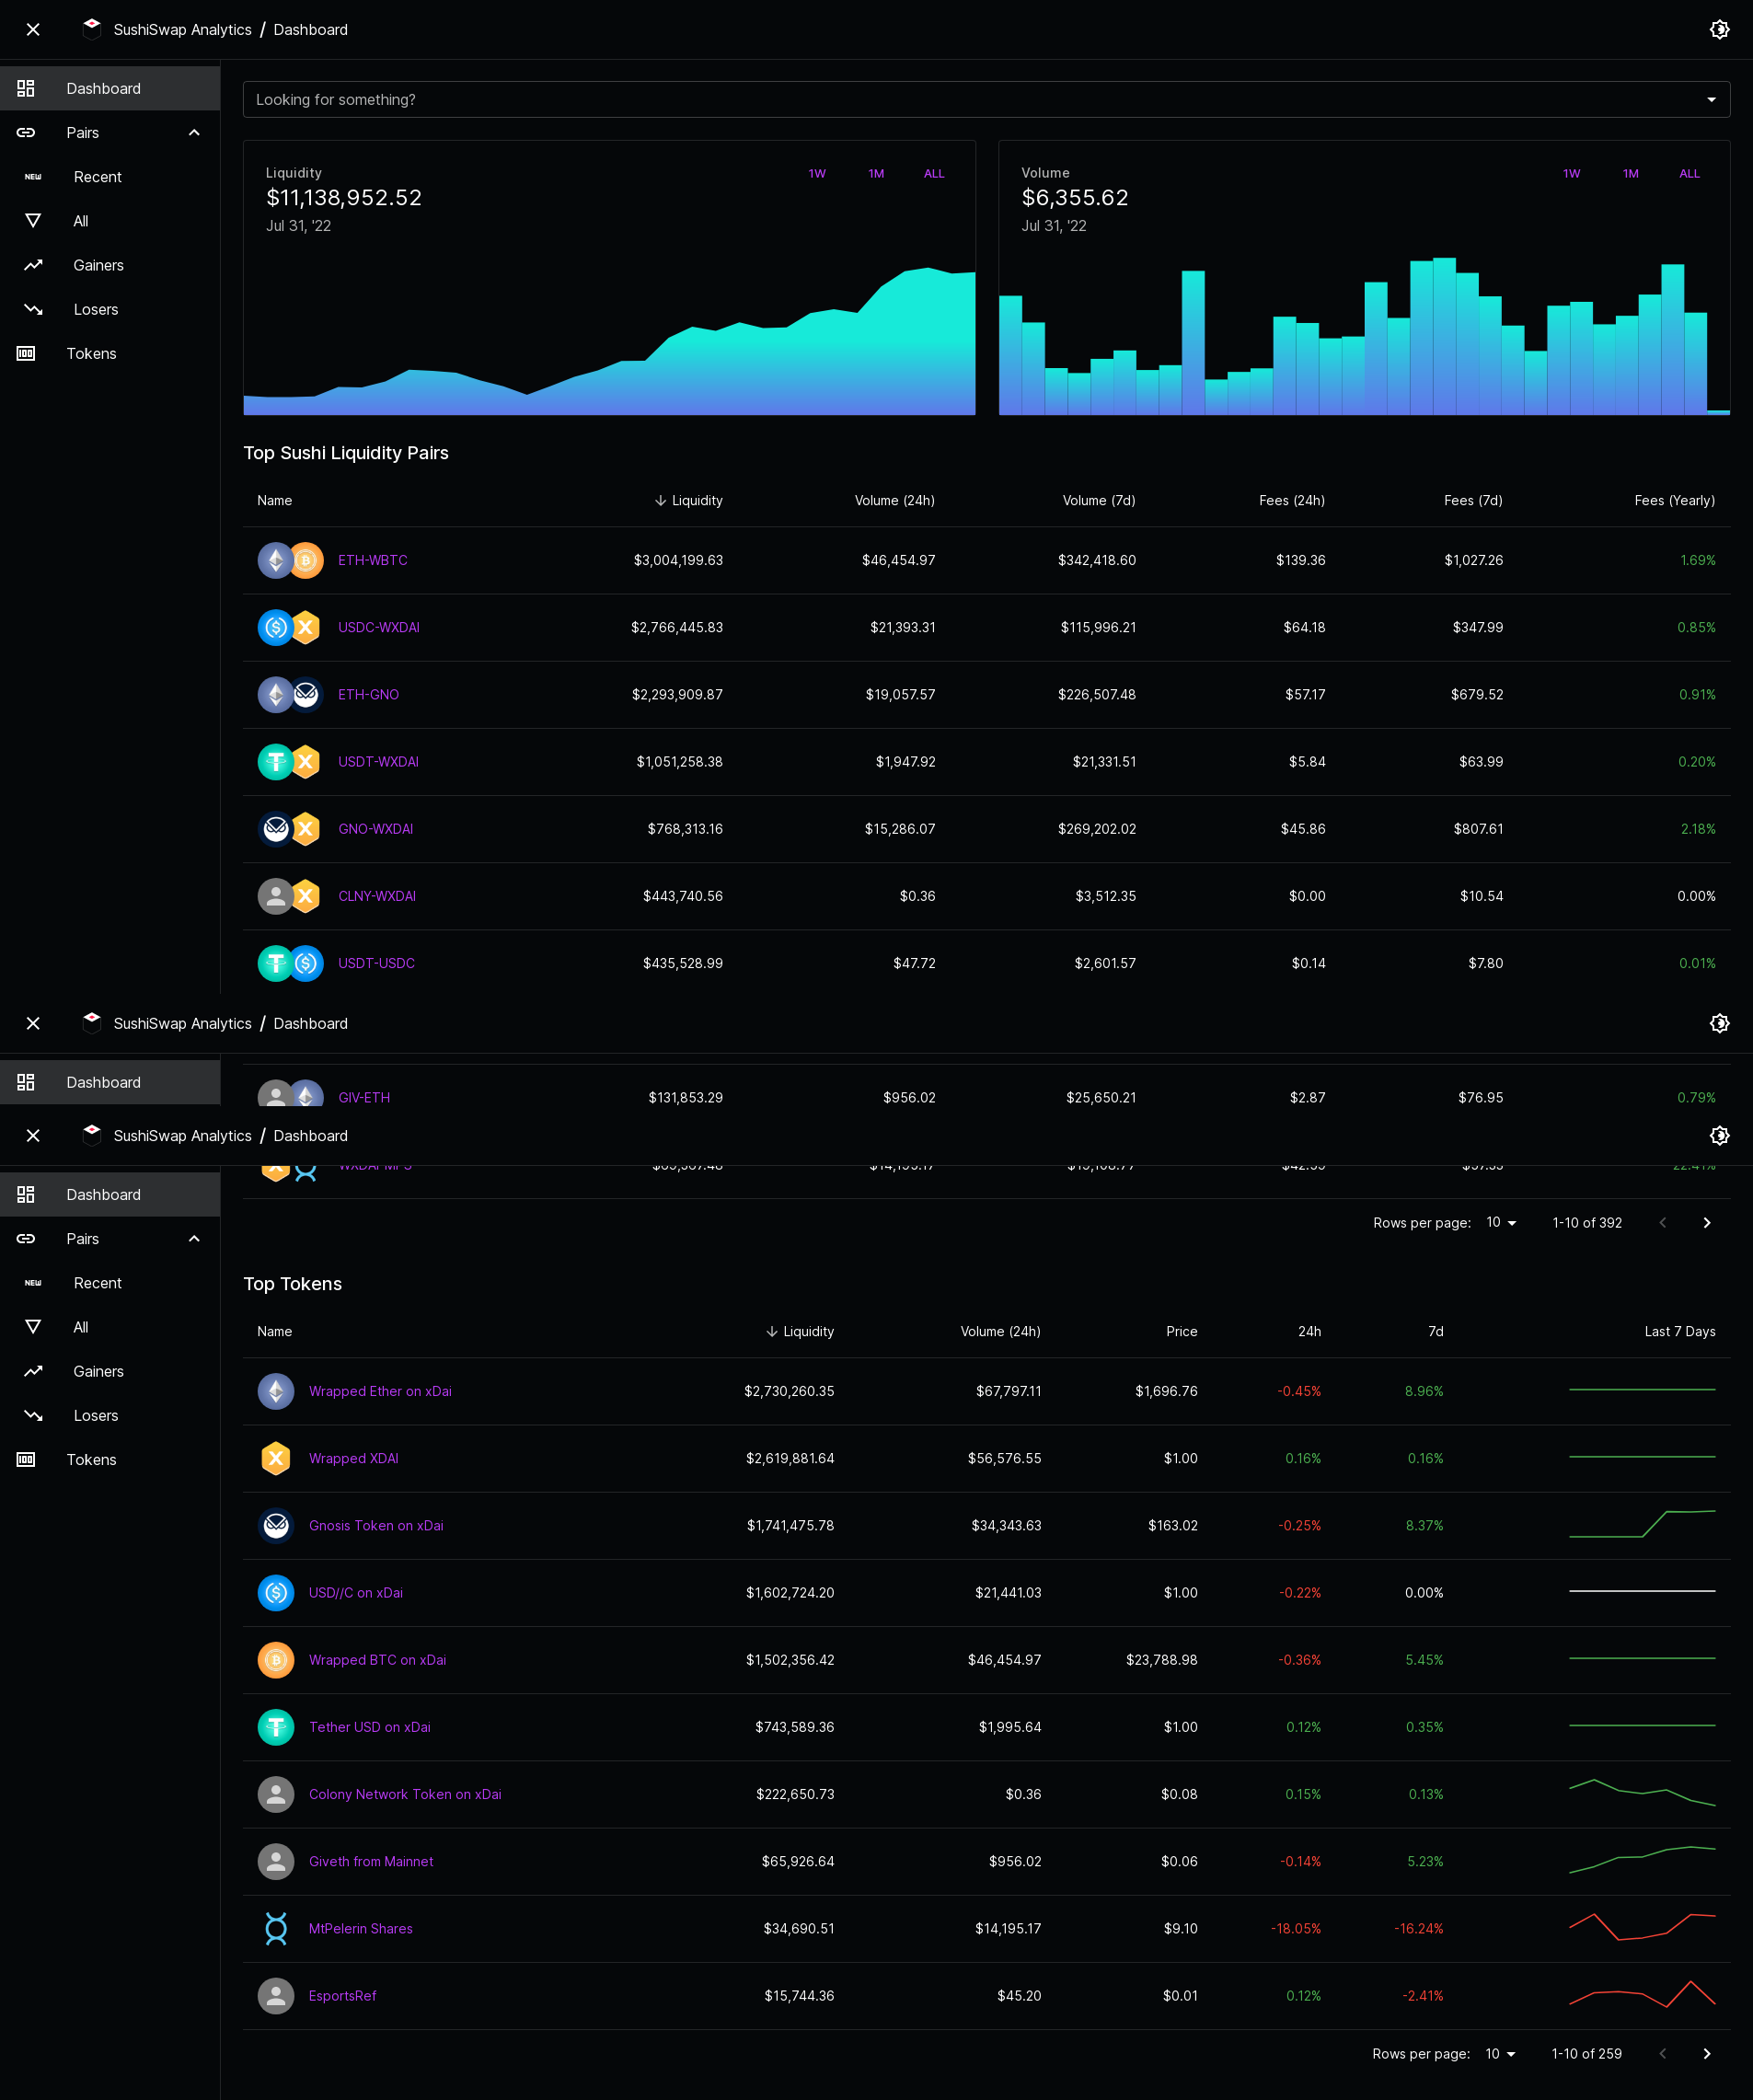 SushiSwap Analytics / Dashboard
Dashboard
Pairs
NEW Recent
All
Gainers
Losers
Tokens
Looking for something?
Liquidity 1W 1M ALL
$11,138,952.52
Jul 31, '22
Volume 1W 1M ALL
$6,355.62
Jul 31, '22
Top Sushi Liquidity Pairs
Name Liquidity Volume (24h) Volume (7d) Fees (24h) Fees (7d) Fees (Yearly)
ETH-WBTC $3,004,199.63 $46,454.97 $342,418.60 $139.36 $1,027.26 1.69%
USDC-WXDAI $2,766,445.83 $21,393.31 $115,996.21 $64.18 $347.99 0.85%
ETH-GNO $2,293,909.87 $19,057.57 $226,507.48 $57.17 $679.52 0.91%
USDT-WXDAI $1,051,258.38 $1,947.92 $21,331.51 $5.84 $63.99 0.20%
GNO-WXDAI $768,313.16 $15,286.07 $269,202.02 $45.86 $807.61 2.18%
CLNY-WXDAI $443,740.56 $0.36 $3,512.35 $0.00 $10.54 0.00%
USDT-USDC $435,528.99 $47.72 $2,601.57 $0.14 $7.80 0.01%
SushiSwap Analytics / Dashboard
Dashboard
GIV-ETH $131,853.29 $956.02 $25,650.21 $2.87 $76.95 0.79%
SushiSwap Analytics / Dashboard
Dashboard
Pairs
NEW Recent
All
Gainers
Losers
Tokens
Rows per page: 10 1-10 of 392
Top Tokens
Name Liquidity Volume (24h) Price 24h 7d Last 7 Days
Wrapped Ether on xDai $2,730,260.35 $67,797.11 $1,696.76 -0.45% 8.96%
Wrapped XDAI $2,619,881.64 $56,576.55 $1.00 0.16% 0.16%
Gnosis Token on xDai $1,741,475.78 $34,343.63 $163.02 -0.25% 8.37%
USD//C on xDai $1,602,724.20 $21,441.03 $1.00 -0.22% 0.00%
Wrapped BTC on xDai $1,502,356.42 $46,454.97 $23,788.98 -0.36% 5.45%
Tether USD on xDai $743,589.36 $1,995.64 $1.00 0.12% 0.35%
Colony Network Token on xDai $222,650.73 $0.36 $0.08 0.15% 0.13%
Giveth from Mainnet $65,926.64 $956.02 $0.06 -0.14% 5.23%
MtPelerin Shares $34,690.51 $14,195.17 $9.10 -18.05% -16.24%
EsportsRef $15,744.36 $45.20 $0.01 0.12% -2.41%
Rows per page: 10 1-10 of 259